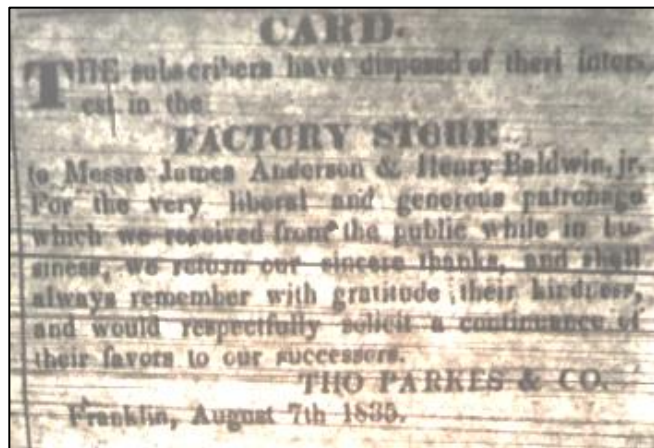 CARD.
THE subscribers have disposed of theri inter-
est in the
FACTORY STORE
to Messrs James Anderson & Henry Baldwin, jr.
For the very liberal and generous patronage
which we received from the public while in bu-
siness, we return our sincere thanks, and shall
always remember with gratitude their kindness,
and would respectfully solicit a continuance of
their favors to our successors.
THO PARKES & CO.
Franklin, August 7th 1835.